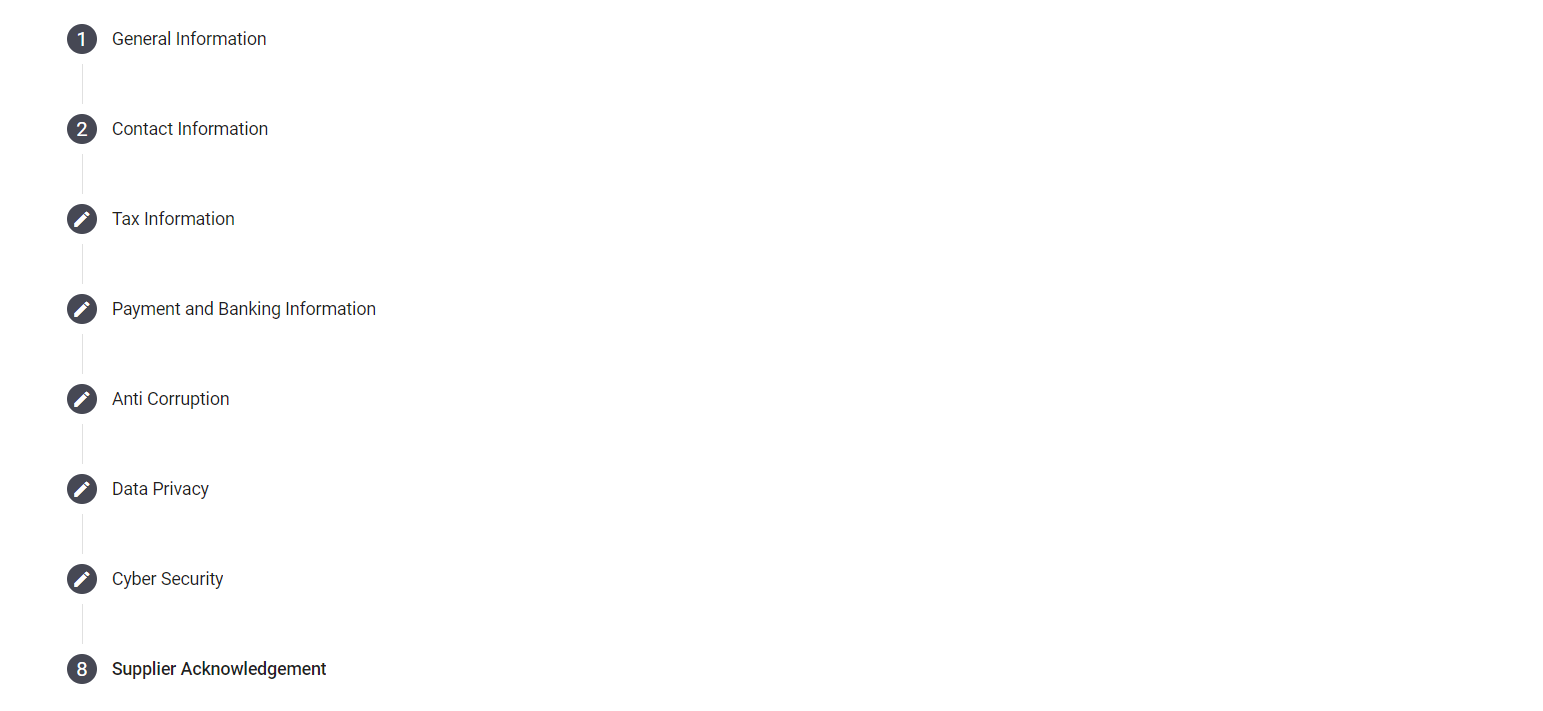 1 General Information
2 Contact Information
Tax Information
Payment and Banking Information
Anti Corruption
Data Privacy
Cyber Security
8 Supplier Acknowledgement